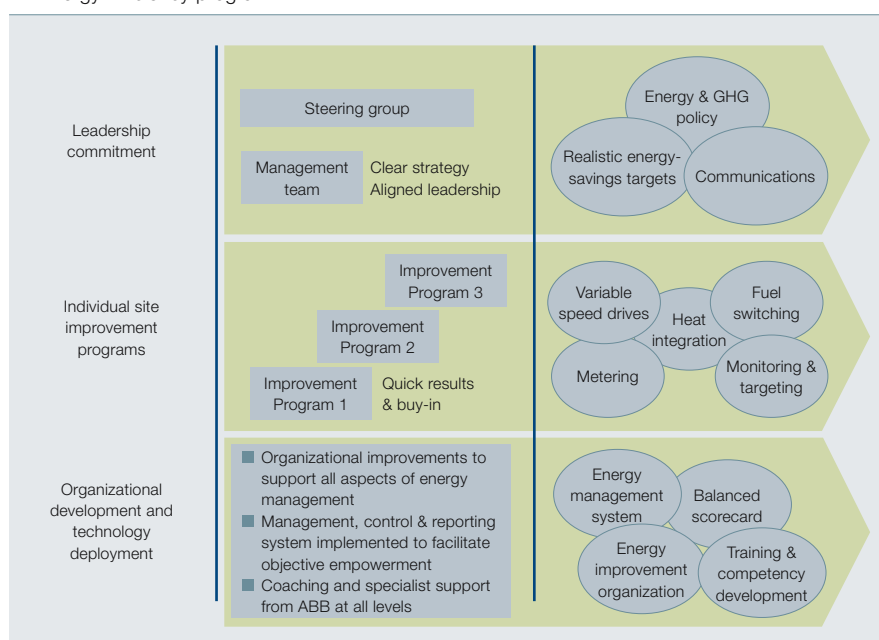 Leadership
commitment
Steering group
Management
team
Clear strategy
Aligned leadership
Energy & GHG
policy
Realistic energy-
savings targets
Communications
Individual site
improvement
programs
Improvement
Program 3
Improvement
Program 2
Improvement
Program 1
Quick results
& buy-in
Variable
speed drives
Fuel
switching
Heat
integration
Metering
Monitoring &
targeting
Organizational
development and
technology
deployment
Organizational improvements to
support all aspects of energy
management
Management, control & reporting
system implemented to facilitate
objective empowerment
Coaching and specialist support
from ABB at all levels
Energy
management
system
Balanced
scorecard
Energy
improvement
organization
Training &
competency
development